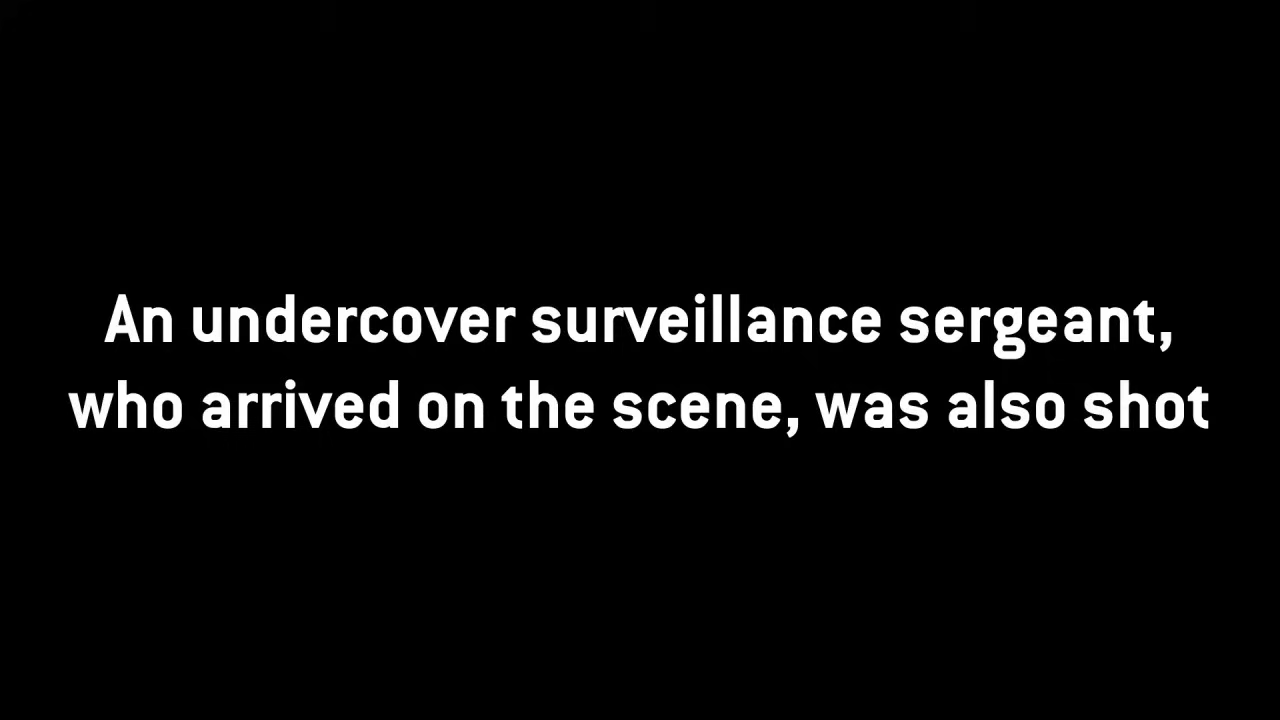 An undercover surveillance sergeant,
who arrived on the scene, was also shot